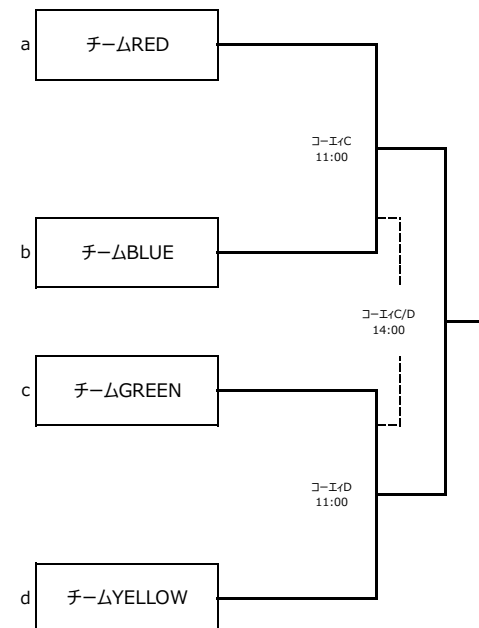 a
チームRED
コーエィC
11:00
b
チームBLUE
コーエィC/D
14:00
c
チームGREEN
コーエィD
11:00
d
チームYELLOW